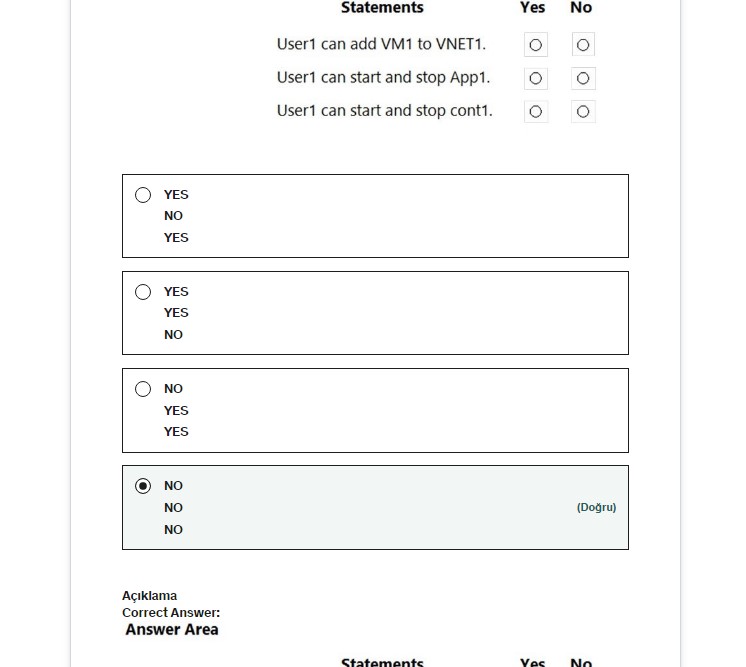 Statements Yes No
User1 can add VM1 to VNET1.
User1 can start and stop App1.
User1 can start and stop cont1.
YES
NO
YES
YES
YES
NO
NO
YES
YES
NO
NO (Doğru)
NO
Açıklama
Correct Answer:
Answer Area
Statements Yes No